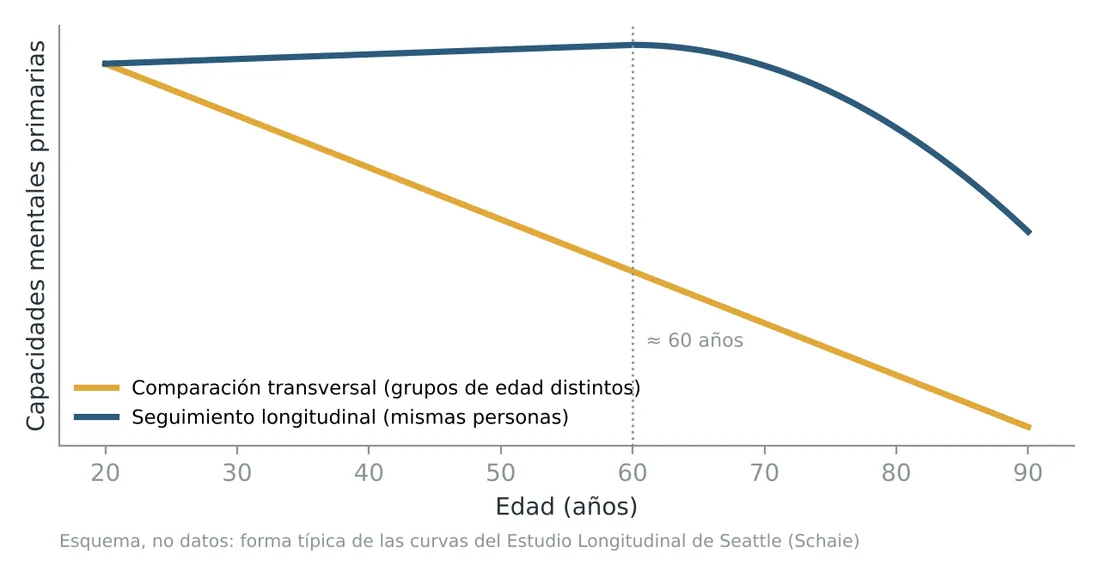 Capacidades mentales primarias
≈ 60 años
Comparación transversal (grupos de edad distintos)
Seguimiento longitudinal (mismas personas)
20 30 40 50 60 70 80 90
Edad (años)
Esquema, no datos: forma típica de las curvas del Estudio Longitudinal de Seattle (Schaie)